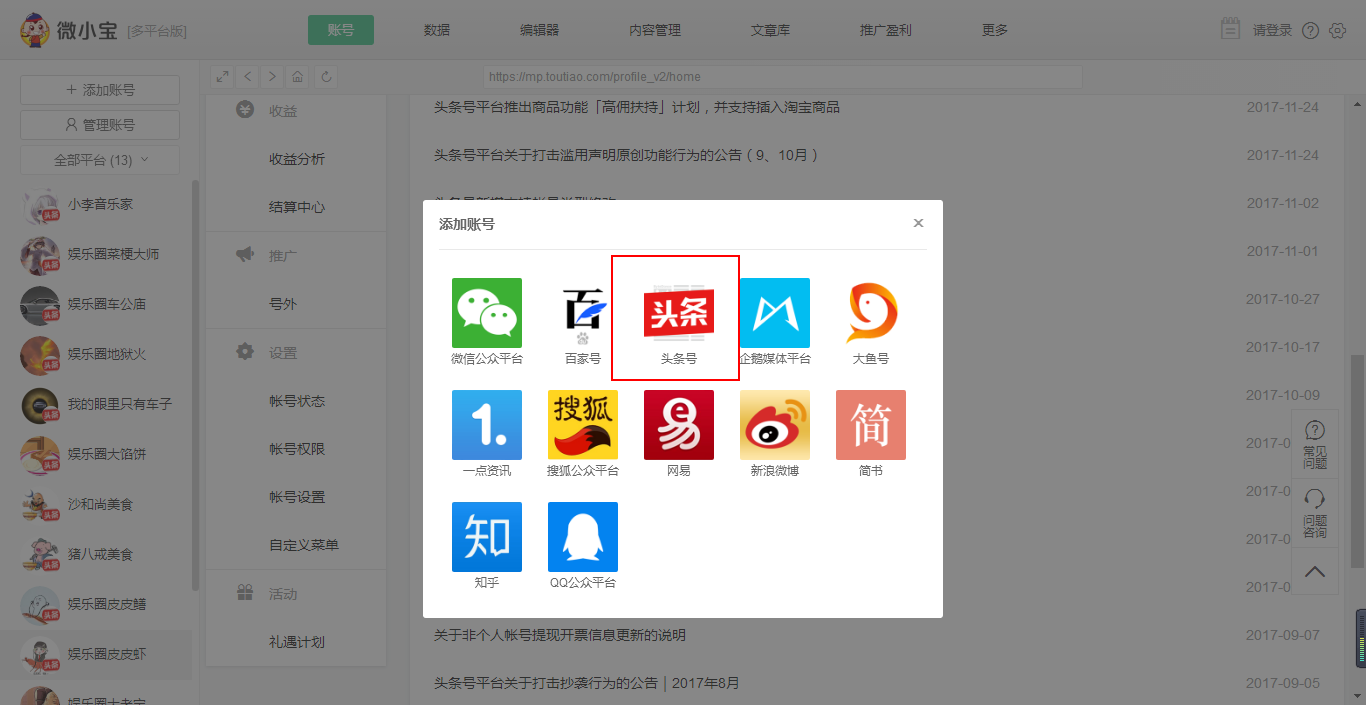 微小宝 [多平台版]
账号
数据
编辑器
内容管理
文章库
推广盈利
更多
请登录
添加账号
管理账号
全部平台 (13)
小李音乐家
娱乐圈菜梗大师
娱乐圈车公庙
娱乐圈地狱火
我的眼里只有车子
娱乐圈大馅饼
沙和尚美食
猪八戒美食
娱乐圈皮皮鳝
娱乐圈皮皮虾
https://mp.toutiao.com/profile_v2/home
收益
收益分析
结算中心
推广
号外
设置
帐号状态
帐号权限
帐号设置
自定义菜单
活动
礼遇计划
头条号平台推出商品功能「高佣扶持」计划，并支持插入淘宝商品
2017-11-24
头条号平台关于打击滥用声明原创功能行为的公告（9、10月）
2017-11-24
2017-11-02
2017-11-01
2017-10-27
2017-10-17
2017-10-09
2017-0
2017-0
2017-0
2017-0
关于非个人帐号提现开票信息更新的说明
2017-09-07
头条号平台关于打击抄袭行为的公告｜2017年8月
2017-09-05
添加账号
微信公众平台
百
百家号
头条
头条号
企鹅媒体平台
大鱼号
1.
一点资讯
搜狐
搜狐公众平台
易
网易
新浪微博
简
简书
知
知乎
QQ公众平台
常见
问题
问题
咨询